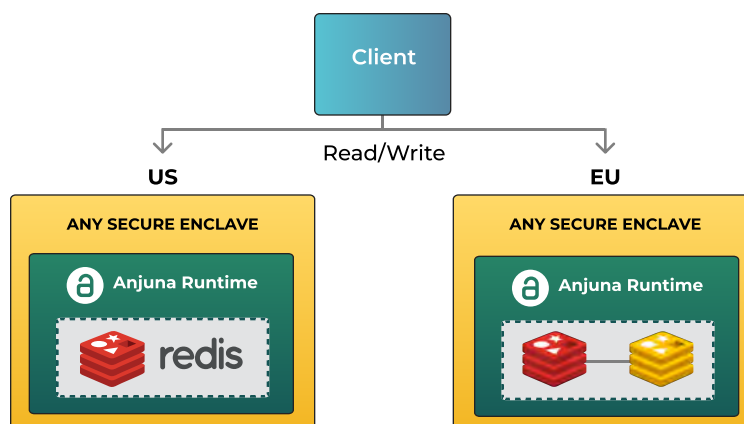 Client
Read/Write
US
EU
ANY SECURE ENCLAVE
ANY SECURE ENCLAVE
Anjuna Runtime
Anjuna Runtime
redis